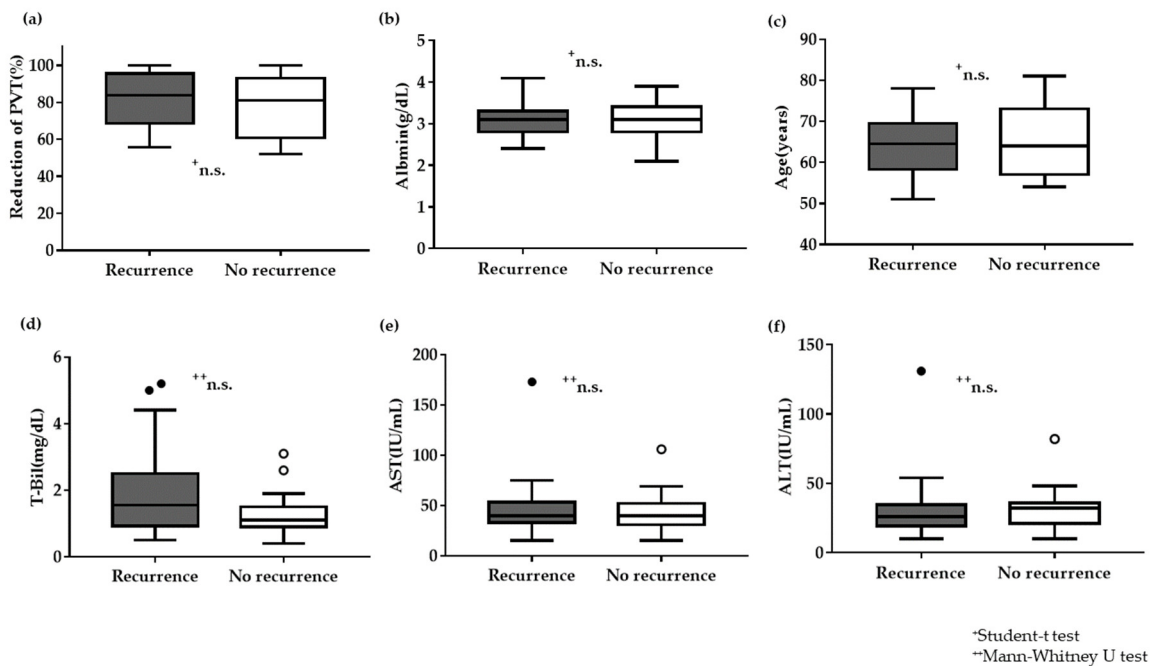 (a)
Reduction of PVT(%)
100
80
60
40
20
0
+n.s.
Recurrence No recurrence
(b)
Albmin(g/dL)
5
4
3
2
1
0
+n.s.
Recurrence No recurrence
(c)
Age(years)
90
80
70
60
50
40
+n.s.
Recurrence No recurrence
(d)
T-Bil(mg/dL)
6
4
2
0
++n.s.
Recurrence No recurrence
(e)
AST(IU/mL)
200
150
100
50
0
++n.s.
Recurrence No recurrence
(f)
ALT(IU/mL)
150
100
50
0
++n.s.
Recurrence No recurrence
+Student-t test
++Mann-Whitney U test